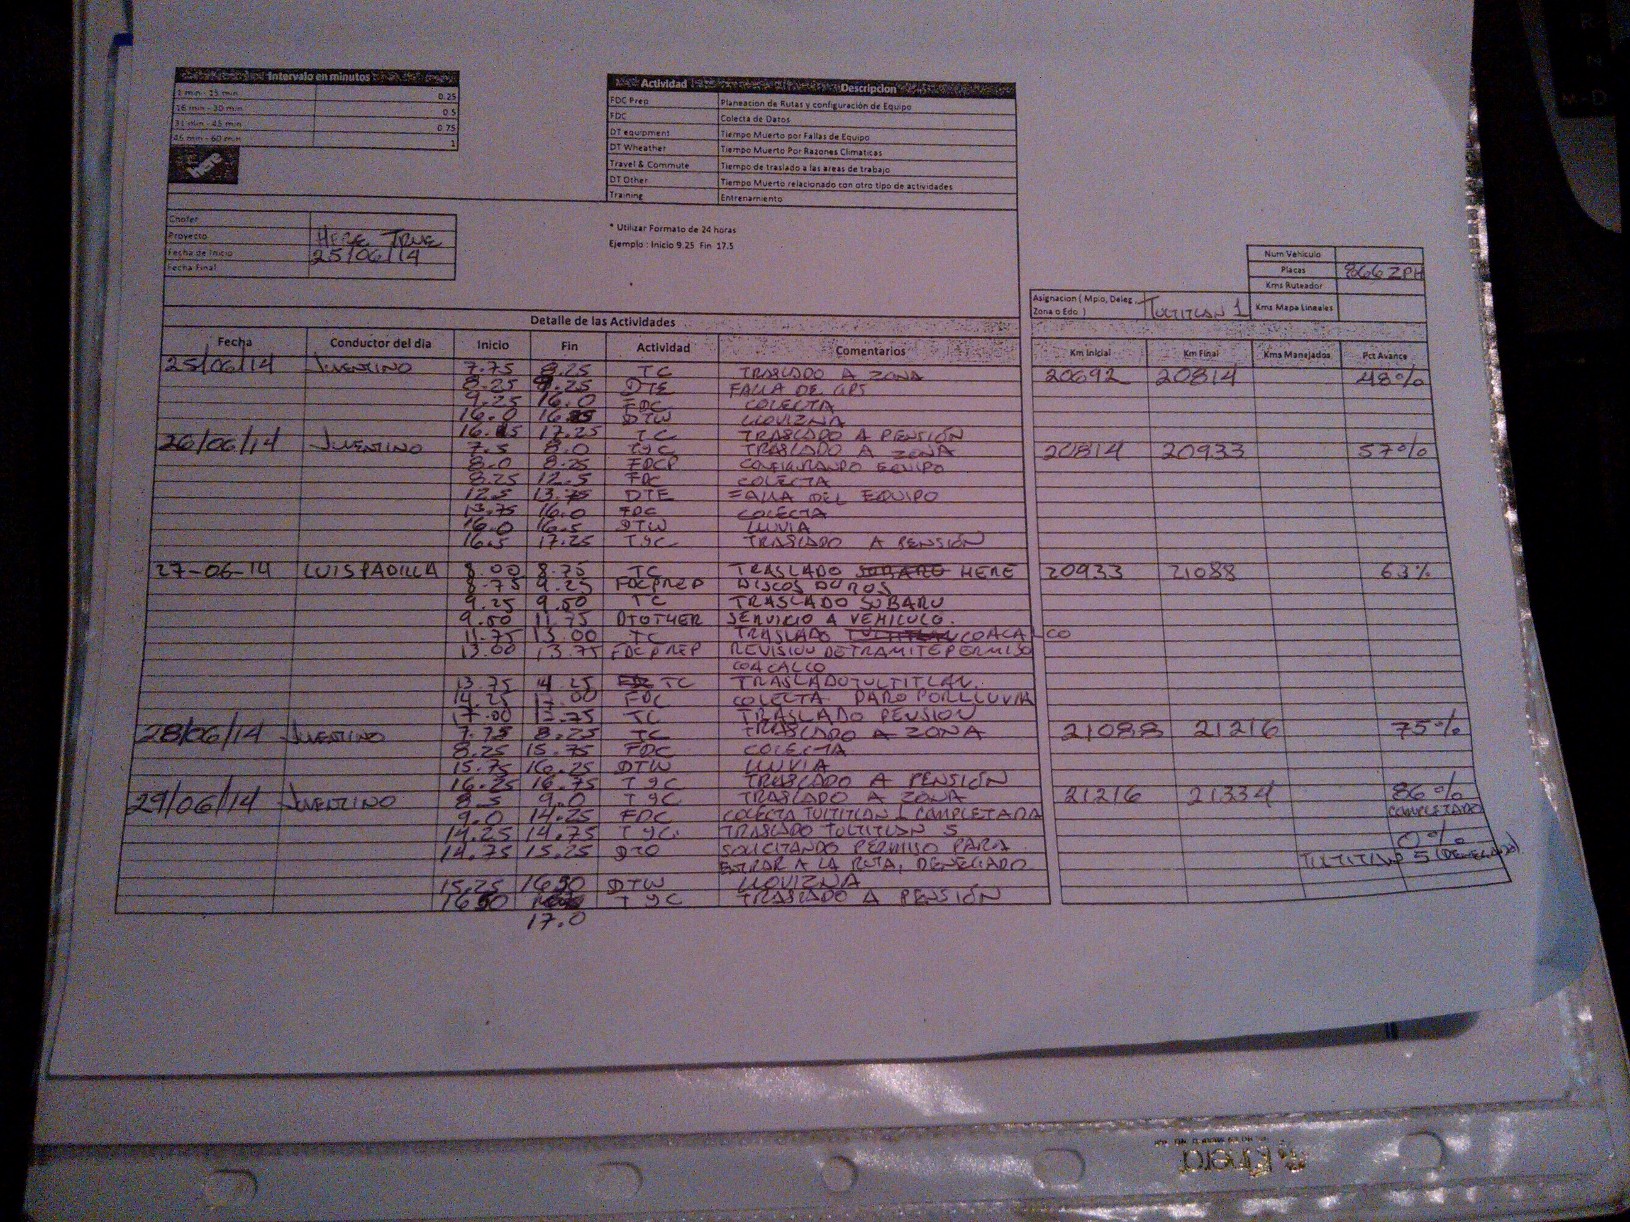 Intervalo en minutos
1 min - 15 min 0.25
16 min - 30 min 0.5
31 min - 45 min 0.75
46 min - 60 min 1
here
Actividad Descripcion
FDC Prep Planeacion de Rutas y configuración de Equipo
FDC Colecta de Datos
DT equipment Tiempo Muerto por Fallas de Equipo
DT Wheather Tiempo Muerto Por Razones Climaticas
Travel & Commute Tiempo de traslado a las areas de trabajo
DT Other Tiempo Muerto relacionado con otro tipo de actividades
Training Entrenamiento
Chofer
Proyecto HERE TRUE
Fecha de Inicio 25/06/14
Fecha Final
* Utilizar Formato de 24 horas
Ejemplo : Inicio 9.25 Fin 17.5
Num Vehiculo
Placas 866 ZPH
Kms Ruteador
Kms Mapa Lineales
Asignacion ( Mpio, Deleg.,
Zona o Edo ) TULTITLAN 1
Detalle de las Actividades
Fecha Conductor del dia Inicio Fin Actividad Comentarios Km Inicial Km Final Kms Manejados Pct Avance
25/06/14 JUVENTINO 7.75 8.25 TC TRASLADO A ZONA 20692 20814 48%
8.25 9.25 DTE FALLA DE GPS
9.25 16.0 FDC COLECTA
16.0 DTW LLOVIZNA
17.25 TC TRASLADO A PENSIÓN
26/06/14 JUVENTINO 7.5 8.0 TyC TRASLADO A ZONA 20814 20933 57%
8.0 8.25 FDCP CONFIGURANDO EQUIPO
8.25 12.5 FDC COLECTA
12.5 13.75 DTE FALLA DEL EQUIPO
13.75 16.0 FDC COLECTA
16.0 16.5 DTW LLUVIA
16.5 17.25 TyC TRASLADO A PENSIÓN
27-06-14 LUIS PADILLA 8.00 8.75 TC TRASLADO SUBARU HERE 20933 21088 63%
8.75 9.25 FDCPREP DISCOS DUROS
9.25 9.50 TC TRASLADO SUBARU
9.50 11.75 DTOTHER SERVICIO A VEHICULO.
11.75 13.00 TC TRASLADO TULTITLAN COACALCO
13.00 13.75 FDCPREP REVISION DE TRAMITE PERMISO
COACALCO
13.75 14.25 TC TRASLADO TULTITLAN.
14.25 17.00 FDC COLECTA PARO POR LLUVIA
17.00 17.75 TC TRASLADO PENSION
28/06/14 JUVENTINO 7.75 8.25 TC TRASLADO A ZONA 21088 21216 75%
8.25 15.75 FDC COLECTA
15.75 16.25 DTW LLUVIA
16.25 16.75 TyC TRASLADO A PENSIÓN
29/06/14 JUVENTINO 8.5 9.0 TyC TRASLADO A ZONA 21216 21334 86%
9.0 14.25 FDC COLECTA TULTITLAN 1 COMPLETADA COMPLETADO
14.25 14.75 TyC. TRASLADO TULTITLAN 5 0%
14.75 15.25 DTO SOLICITANDO PERMISO PARA TULTITLAN 5 (DENEGADO)
ENTRAR A LA RUTA, DENEGADO
15.25 16.50 DTW LLOVIZNA
16.50 TyC TRASLADO A PENSIÓN
17.0